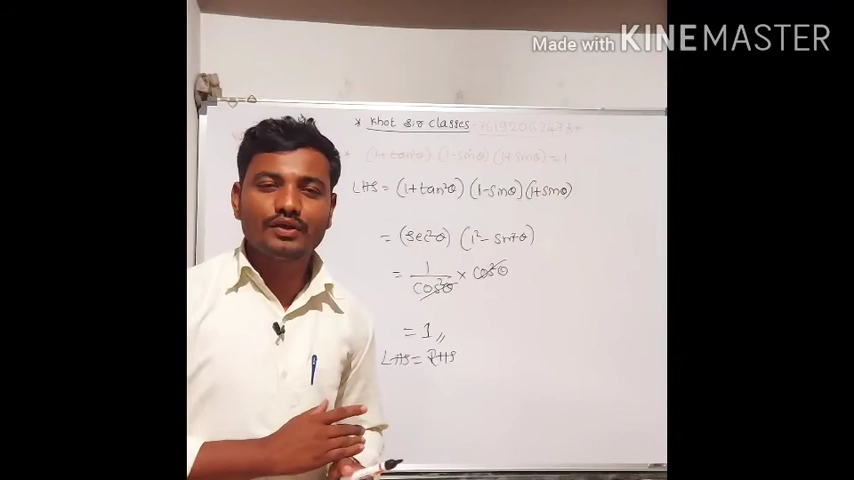 Made with KINEMASTER
* Khot sir classes
* (1+tan²θ) (1-sinθ) (1+sinθ) = 1
LHS = (1+tan²θ) (1-sinθ) (1+sinθ)
= (sec²θ) (1² - sin²θ)
= 1/cos²θ × cos²θ
= 1 〃
LHS = RHS